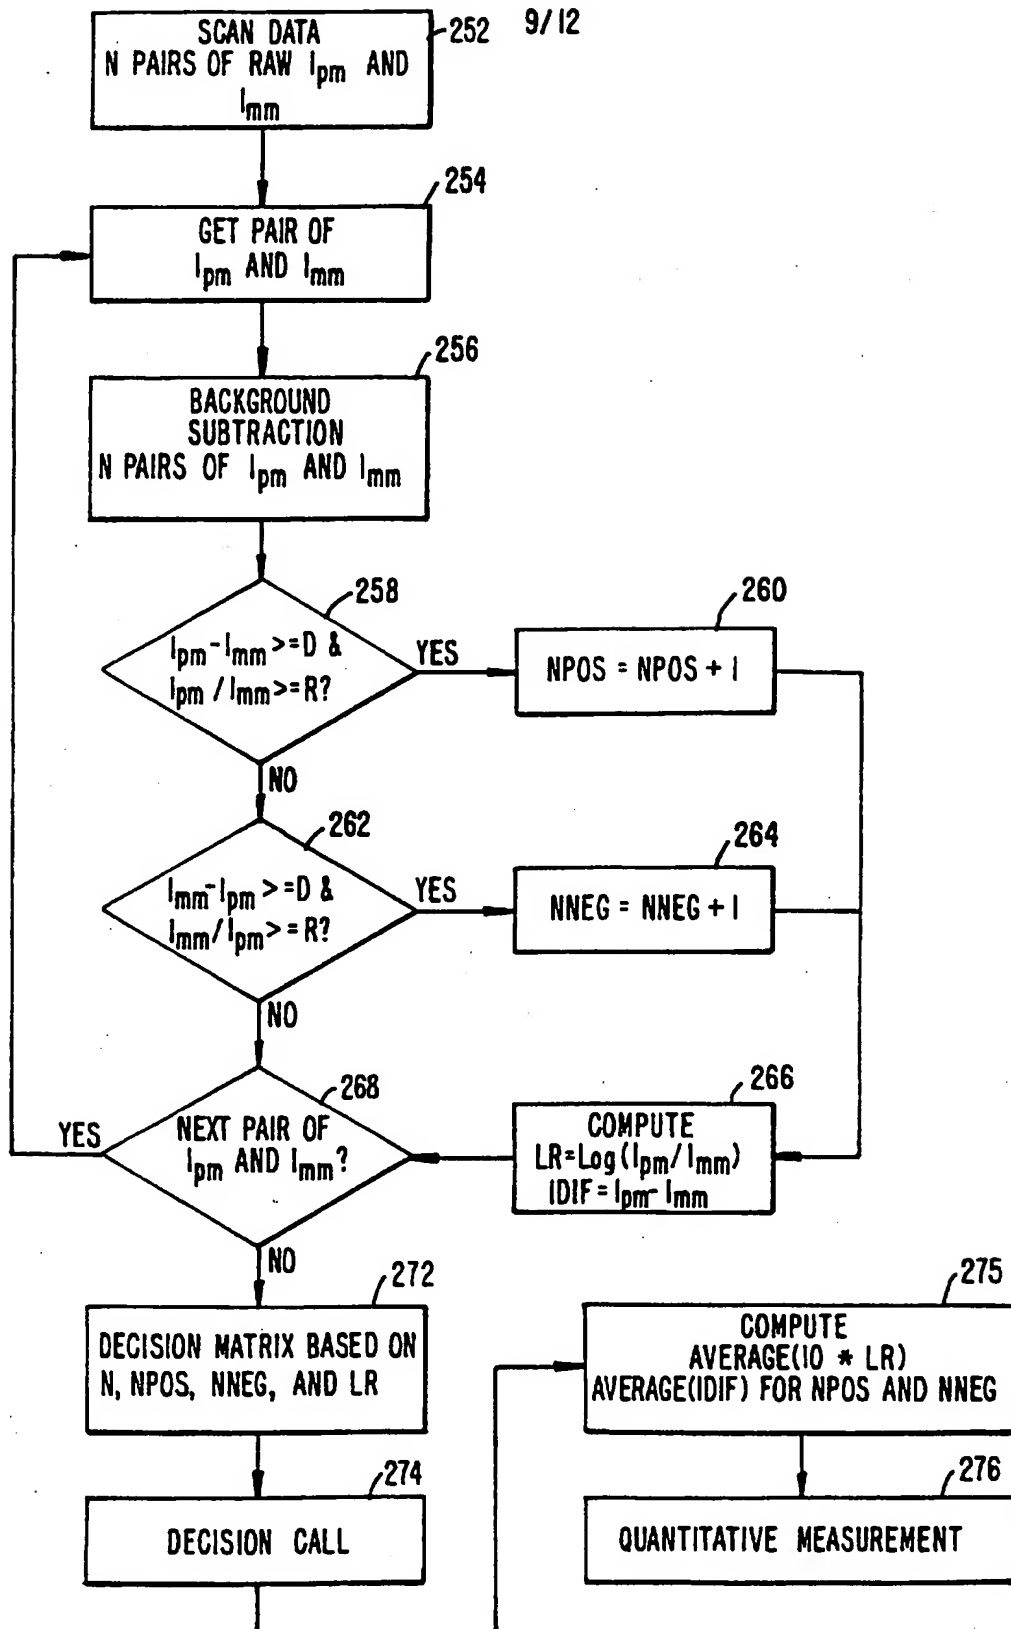 9/12
252
SCAN DATA
N PAIRS OF RAW Ipm AND
Imm
254
GET PAIR OF
Ipm AND Imm
256
BACKGROUND
SUBTRACTION
N PAIRS OF Ipm AND Imm
258
Ipm-Imm>=D &
Ipm/Imm>=R?
YES
260
NPOS = NPOS + 1
NO
262
Imm-Ipm>=D &
Imm/Ipm>=R?
YES
264
NNEG = NNEG + 1
NO
268
NEXT PAIR OF
Ipm AND Imm?
YES
266
COMPUTE
LR=Log(Ipm/Imm)
IDIF=Ipm-Imm
NO
272
DECISION MATRIX BASED ON
N, NPOS, NNEG, AND LR
274
DECISION CALL
275
COMPUTE
AVERAGE(10 * LR)
AVERAGE(IDIF) FOR NPOS AND NNEG
276
QUANTITATIVE MEASUREMENT